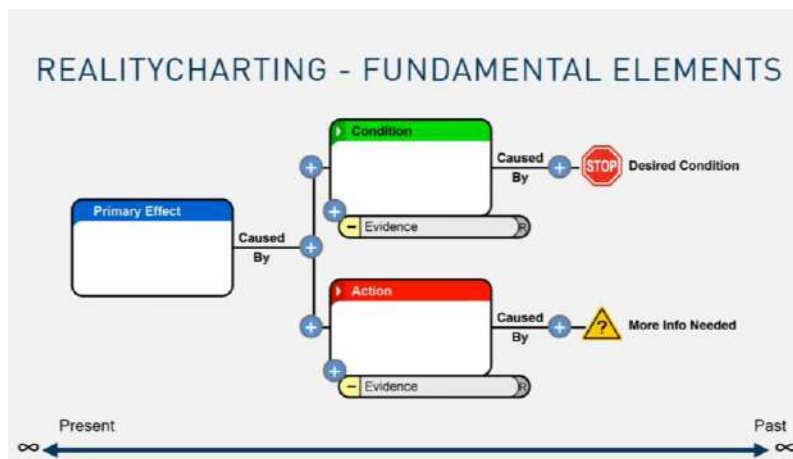 REALITYCHARTING - FUNDAMENTAL ELEMENTS
Primary Effect
Caused
By
Condition
Evidence
R
Caused
By
STOP
Desired Condition
Action
Evidence
R
Caused
By
?
More Info Needed
Present
Past
∞
∞